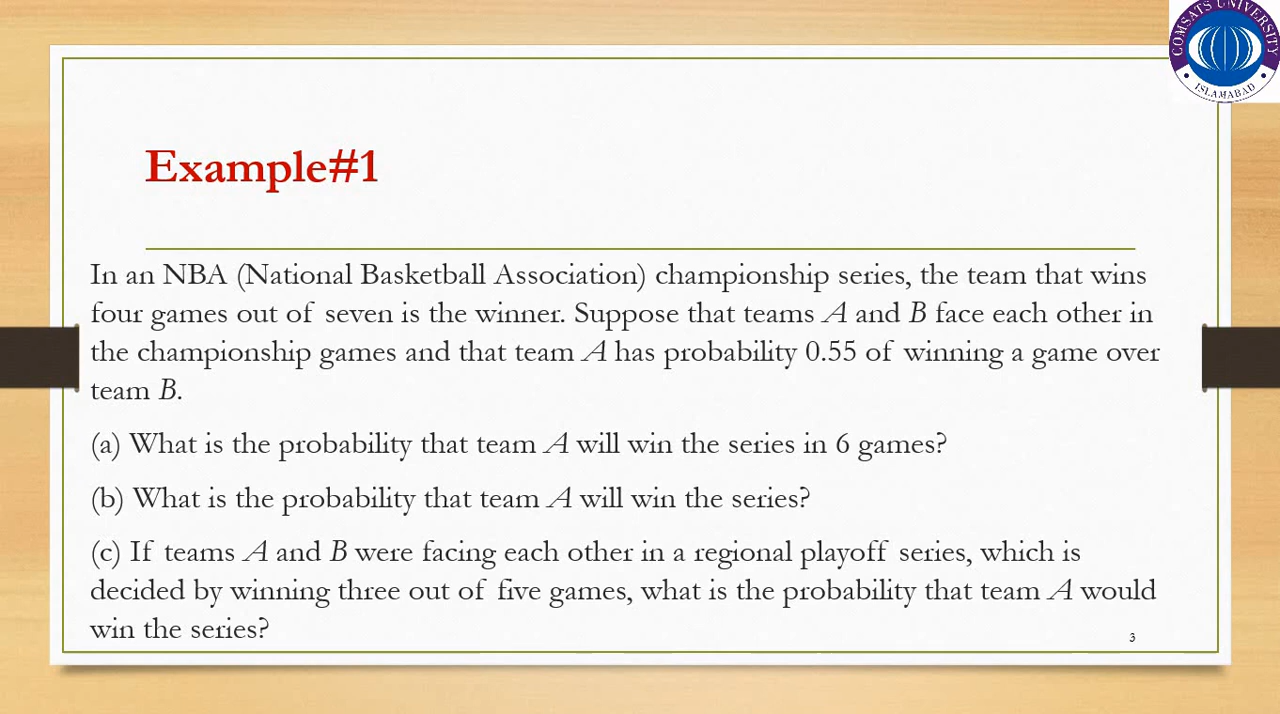 COMSATS UNIVERSITY
ISLAMABAD
Example#1
In an NBA (National Basketball Association) championship series, the team that wins
four games out of seven is the winner. Suppose that teams A and B face each other in
the championship games and that team A has probability 0.55 of winning a game over
team B.
(a) What is the probability that team A will win the series in 6 games?
(b) What is the probability that team A will win the series?
(c) If teams A and B were facing each other in a regional playoff series, which is
decided by winning three out of five games, what is the probability that team A would
win the series?
3